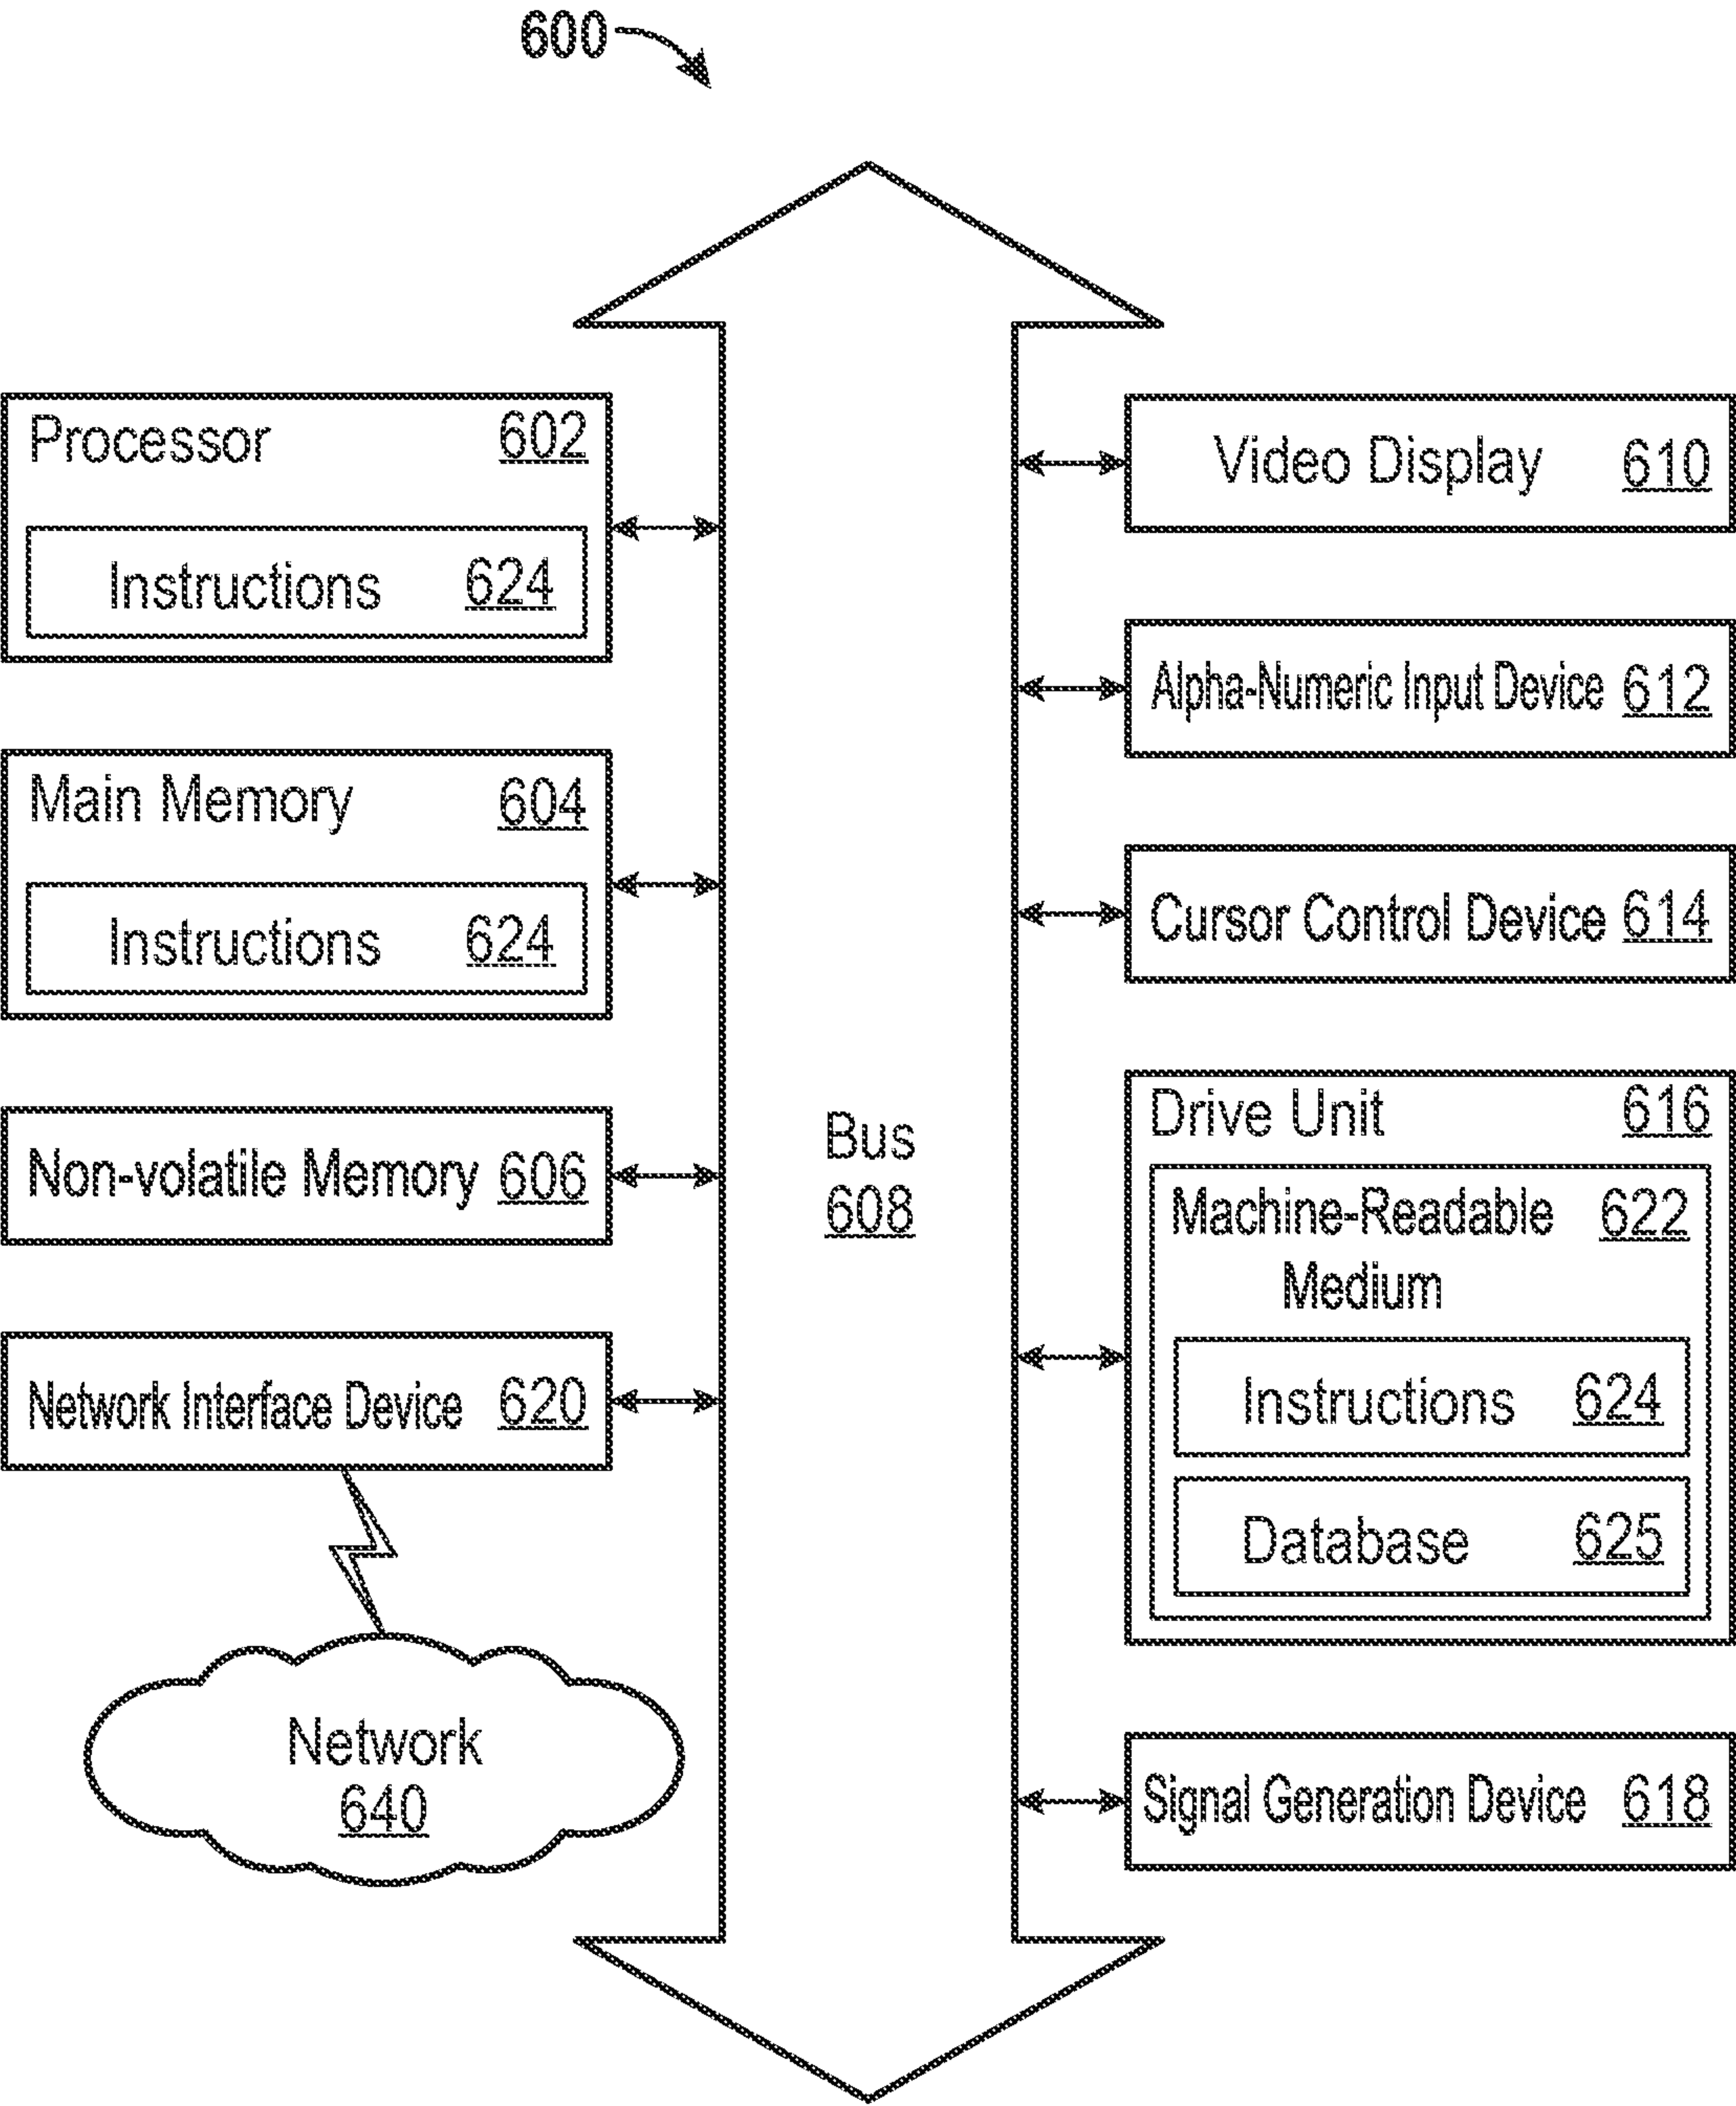 600
Processor 602
Instructions 624
Main Memory 604
Instructions 624
Non-volatile Memory 606
Network Interface Device 620
Network
640
Bus
608
Video Display 610
Alpha-Numeric Input Device 612
Cursor Control Device 614
Drive Unit 616
Machine-Readable 622
Medium
Instructions 624
Database 625
Signal Generation Device 618